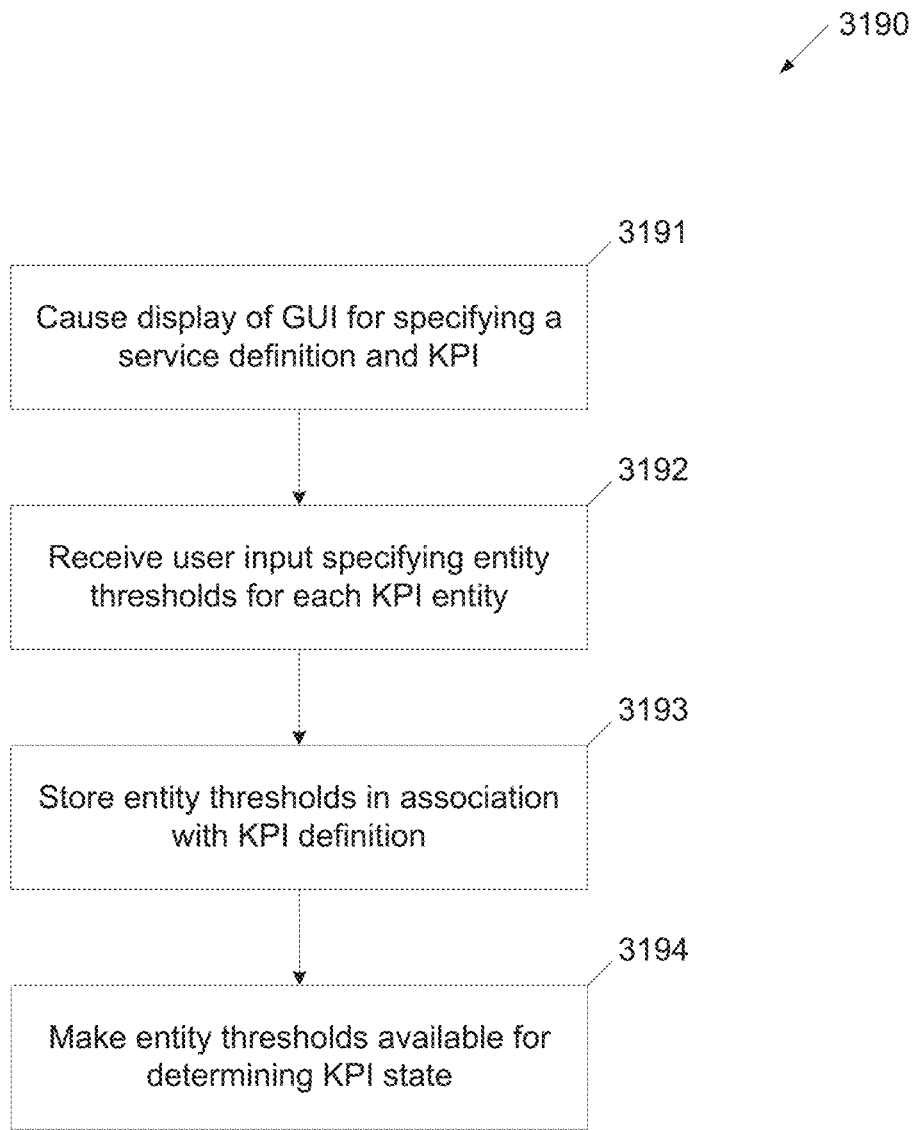 3190
3191
Cause display of GUI for specifying a
service definition and KPI
3192
Receive user input specifying entity
thresholds for each KPI entity
3193
Store entity thresholds in association
with KPI definition
3194
Make entity thresholds available for
determining KPI state